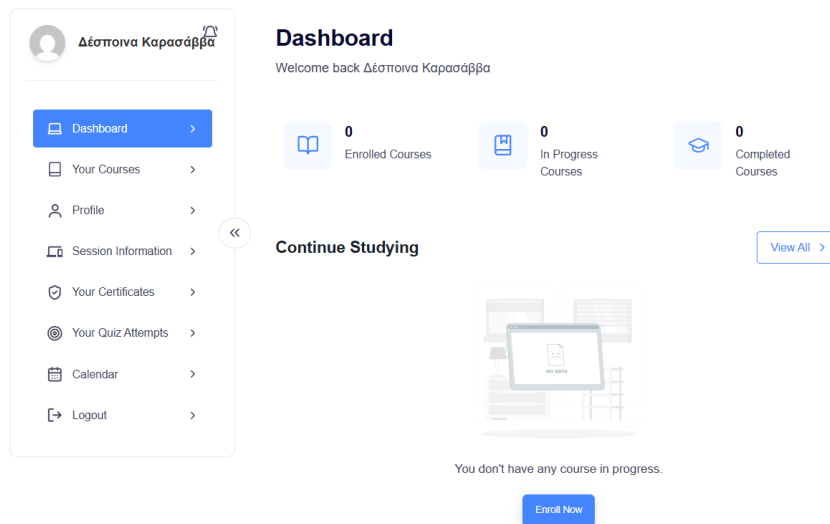 Δέσποινα Καρασάββα
Dashboard
Your Courses
Profile
Session Information
Your Certificates
Your Quiz Attempts
Calendar
Logout
Dashboard
Welcome back Δέσποινα Καρασάββα
0
Enrolled Courses
0
In Progress
Courses
0
Completed
Courses
Continue Studying
View All
NO DATA
You don't have any course in progress.
Enroll Now